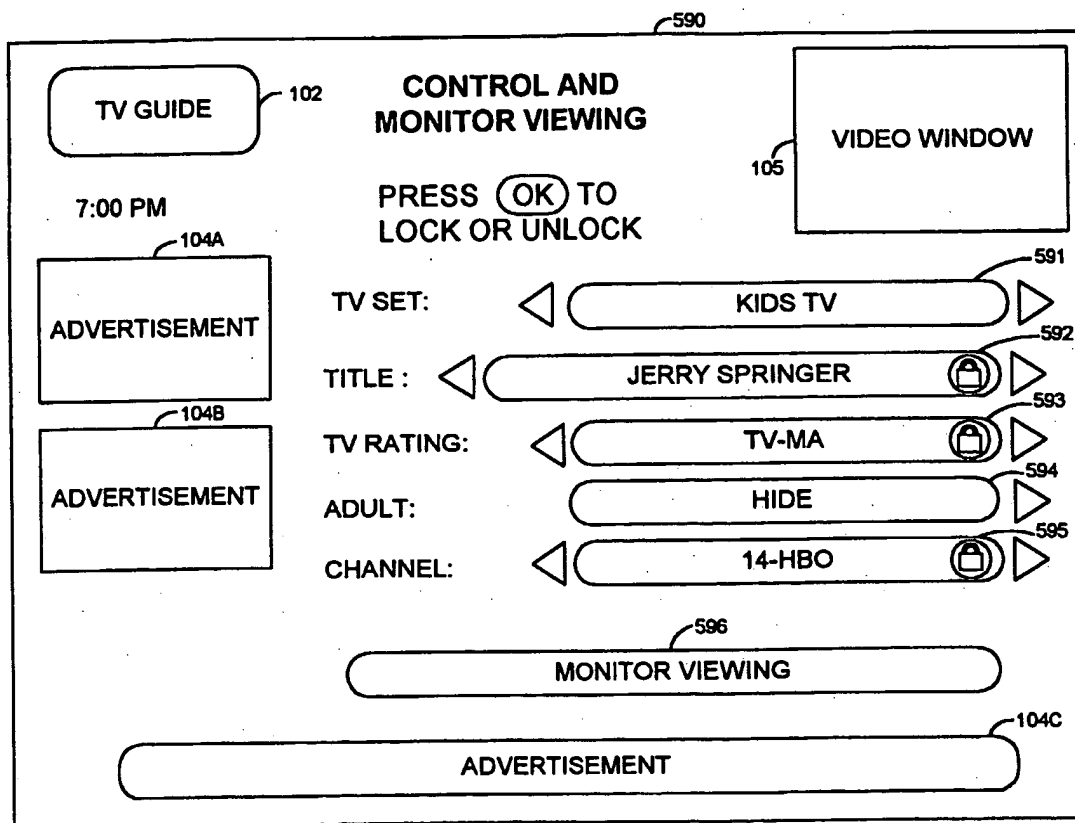 590
TV GUIDE
102
CONTROL AND
MONITOR VIEWING
VIDEO WINDOW
105
7:00 PM
PRESS OK TO
LOCK OR UNLOCK
104A
ADVERTISEMENT
591
TV SET:
KIDS TV
592
TITLE :
JERRY SPRINGER
104B
ADVERTISEMENT
593
TV RATING:
TV-MA
594
ADULT:
HIDE
595
CHANNEL:
14-HBO
596
MONITOR VIEWING
104C
ADVERTISEMENT